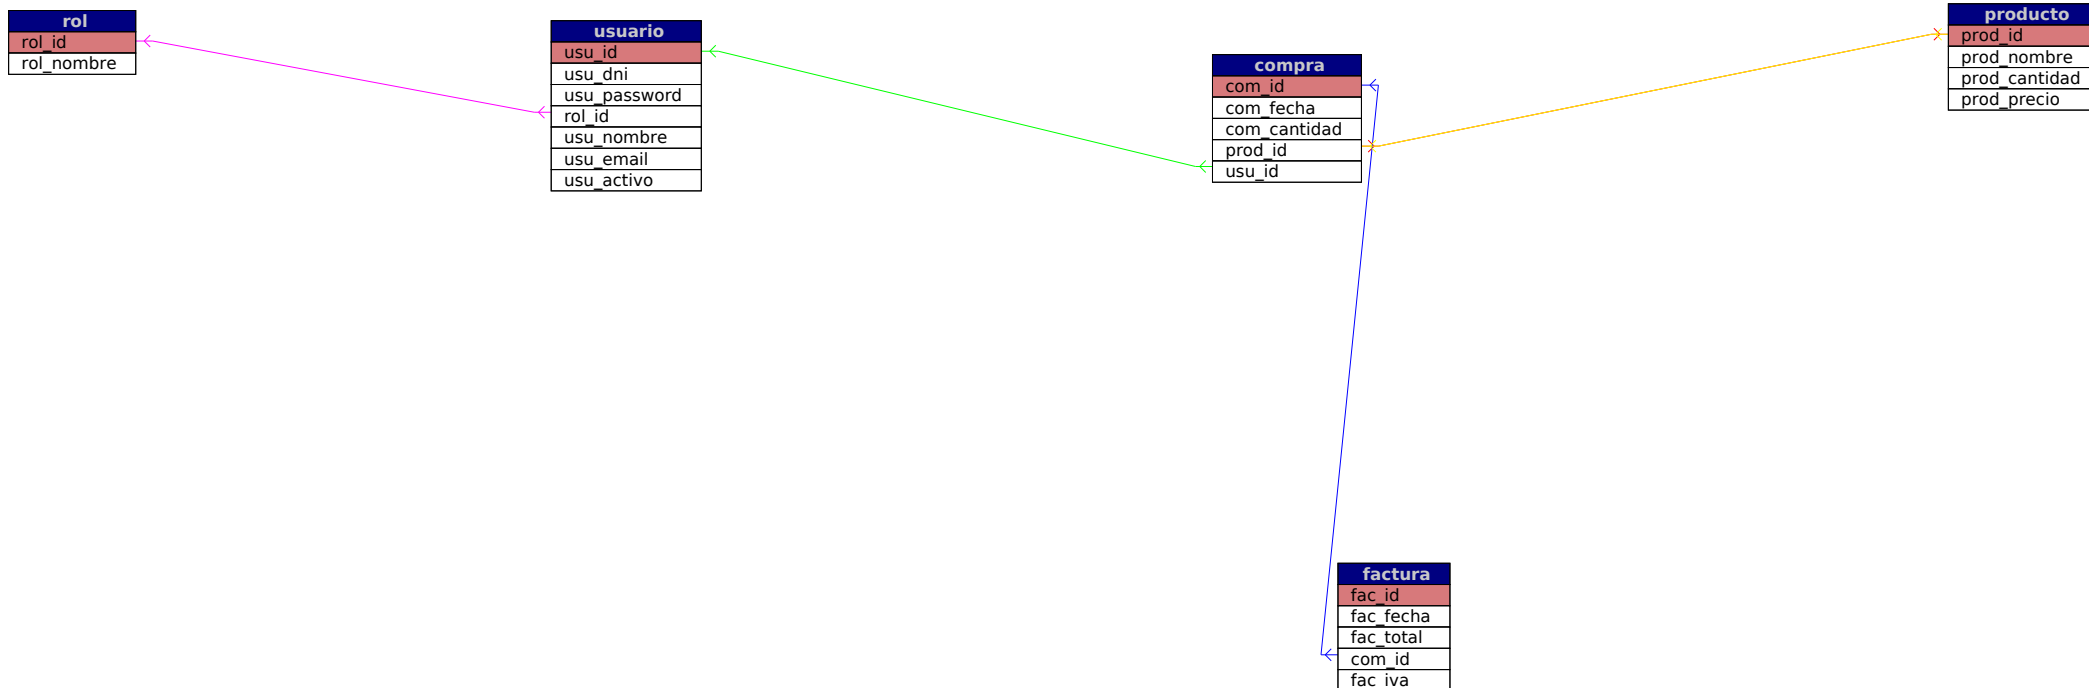 rol
rol_id
rol_nombre
usuario
usu_id
usu_dni
usu_password
rol_id
usu_nombre
usu_email
usu_activo
compra
com_id
com_fecha
com_cantidad
prod_id
usu_id
producto
prod_id
prod_nombre
prod_cantidad
prod_precio
factura
fac_id
fac_fecha
fac_total
com_id
fac_iva